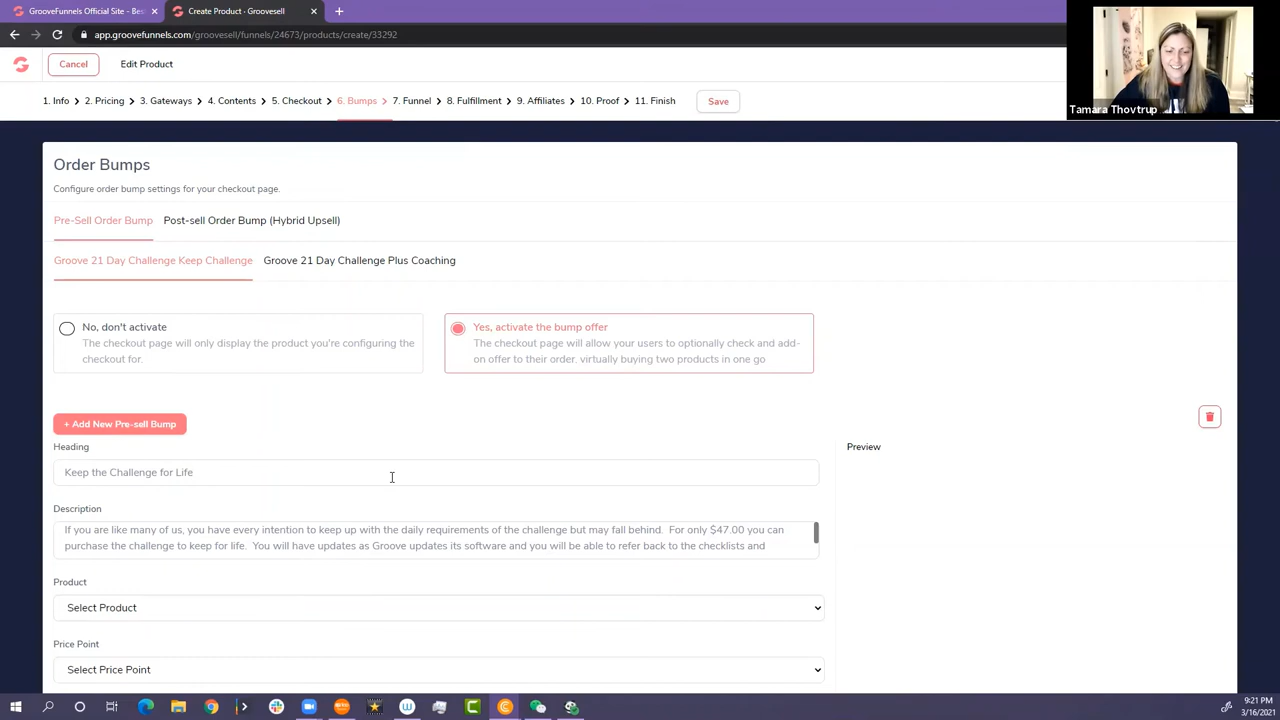 GrooveFunnels Official Site - Bes
Create Product - Groovesell
app.groovefunnels.com/groovesell/funnels/24673/products/create/33292
Cancel
Edit Product
Tamara Thovtrup
1. Info > 2. Pricing > 3. Gateways > 4. Contents > 5. Checkout > 6. Bumps > 7. Funnel > 8. Fulfillment > 9. Affiliates > 10. Proof > 11. Finish
Save
Order Bumps
Configure order bump settings for your checkout page.
Pre-Sell Order Bump
Post-sell Order Bump (Hybrid Upsell)
Groove 21 Day Challenge Keep Challenge
Groove 21 Day Challenge Plus Coaching
No, don't activate
The checkout page will only display the product you're configuring the
checkout for.
Yes, activate the bump offer
The checkout page will allow your users to optionally check and add-
on offer to their order. virtually buying two products in one go
+ Add New Pre-sell Bump
Heading
Preview
Keep the Challenge for Life
Description
If you are like many of us, you have every intention to keep up with the daily requirements of the challenge but may fall behind. For only $47.00 you can
purchase the challenge to keep for life. You will have updates as Groove updates its software and you will be able to refer back to the checklists and
Product
Select Product
Price Point
Select Price Point
9:21 PM
3/16/2021